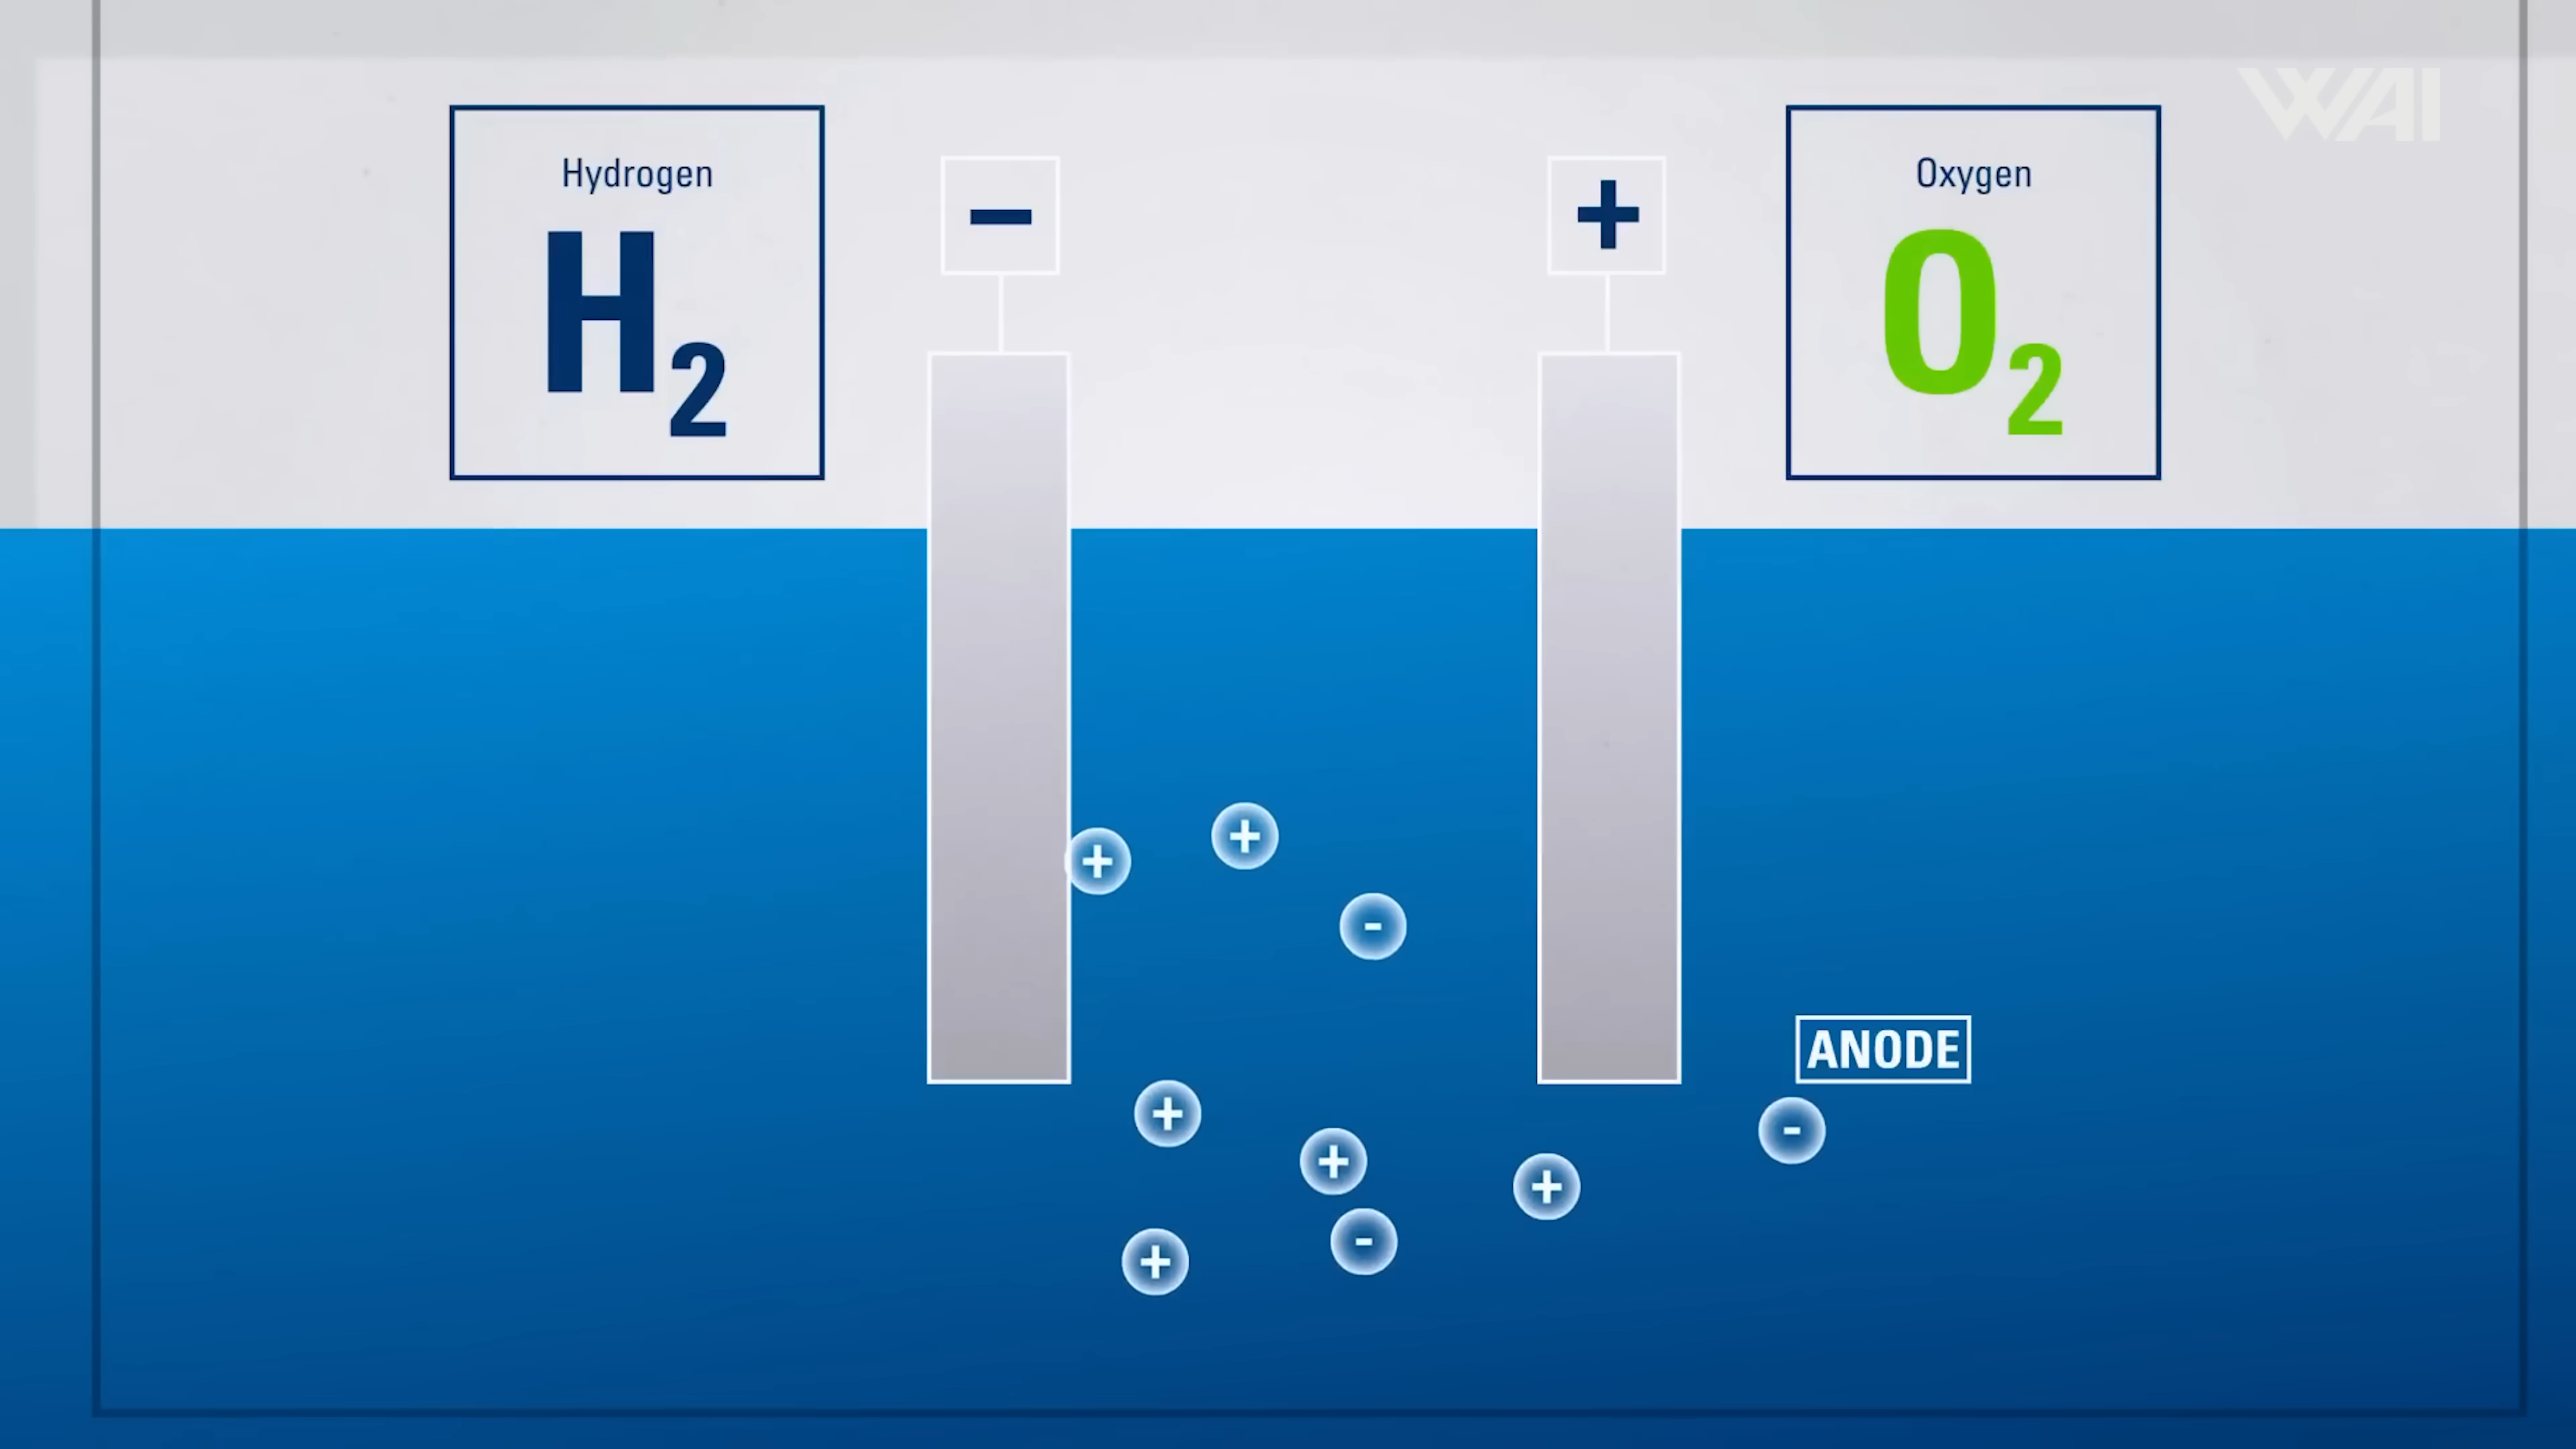 WAI
Hydrogen
H₂
Oxygen
O₂
−
+
+
+
-
ANODE
+
-
+
+
-
+